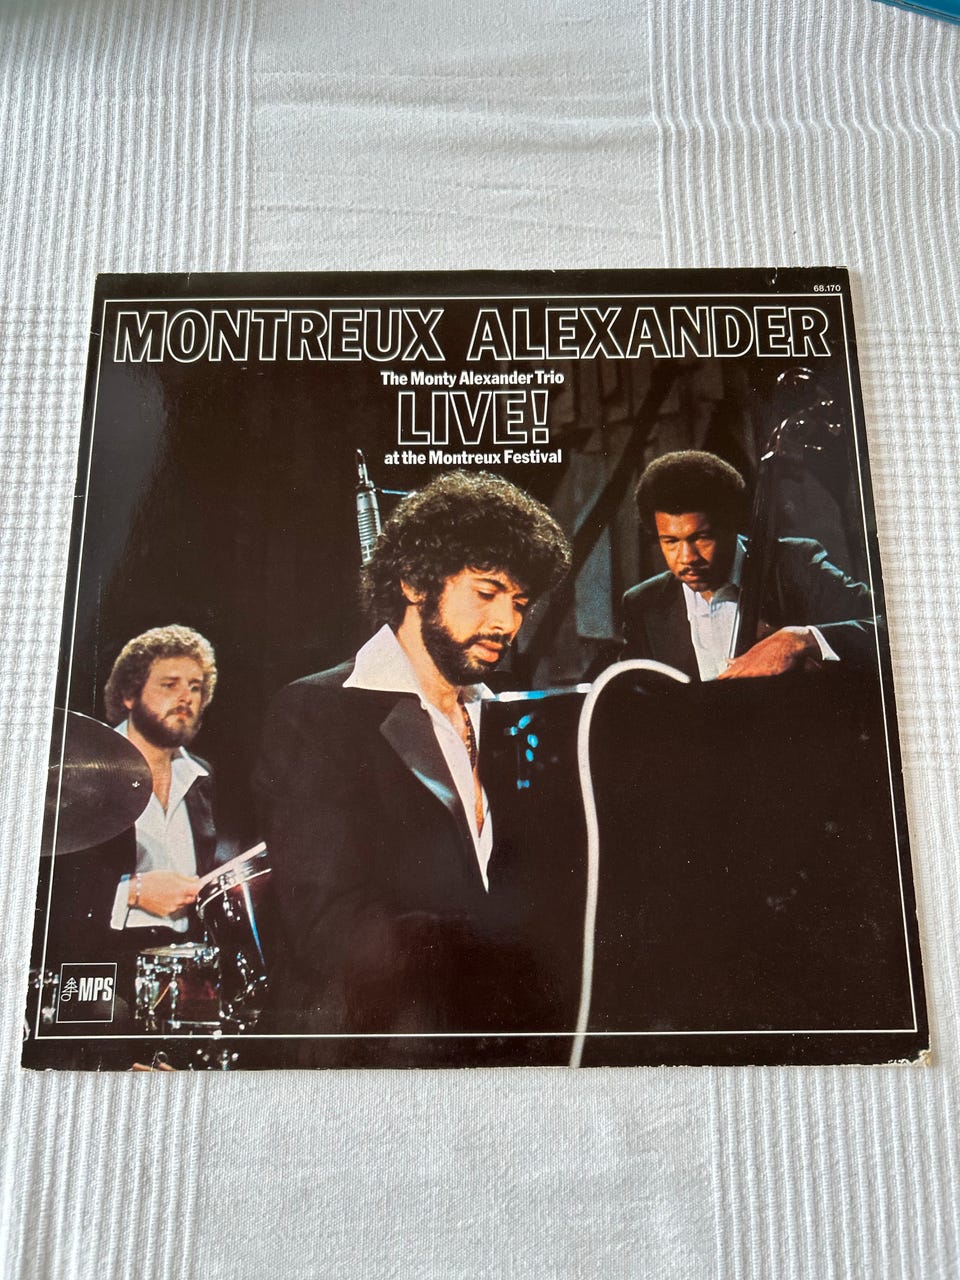 68.170
MONTREUX ALEXANDER
The Monty Alexander Trio
LIVE!
at the Montreux Festival
MPS